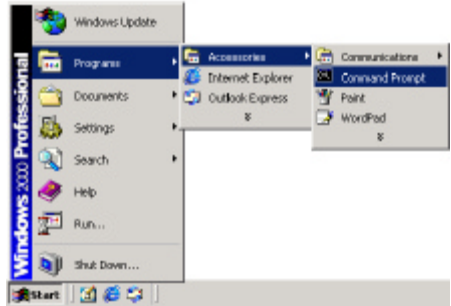 Windows 2000 Professional
Windows Update
Programs
Documents
Settings
Search
Help
Run...
Shut Down...
Accessories
Internet Explorer
Outlook Express
Communications
Command Prompt
Paint
WordPad
Start